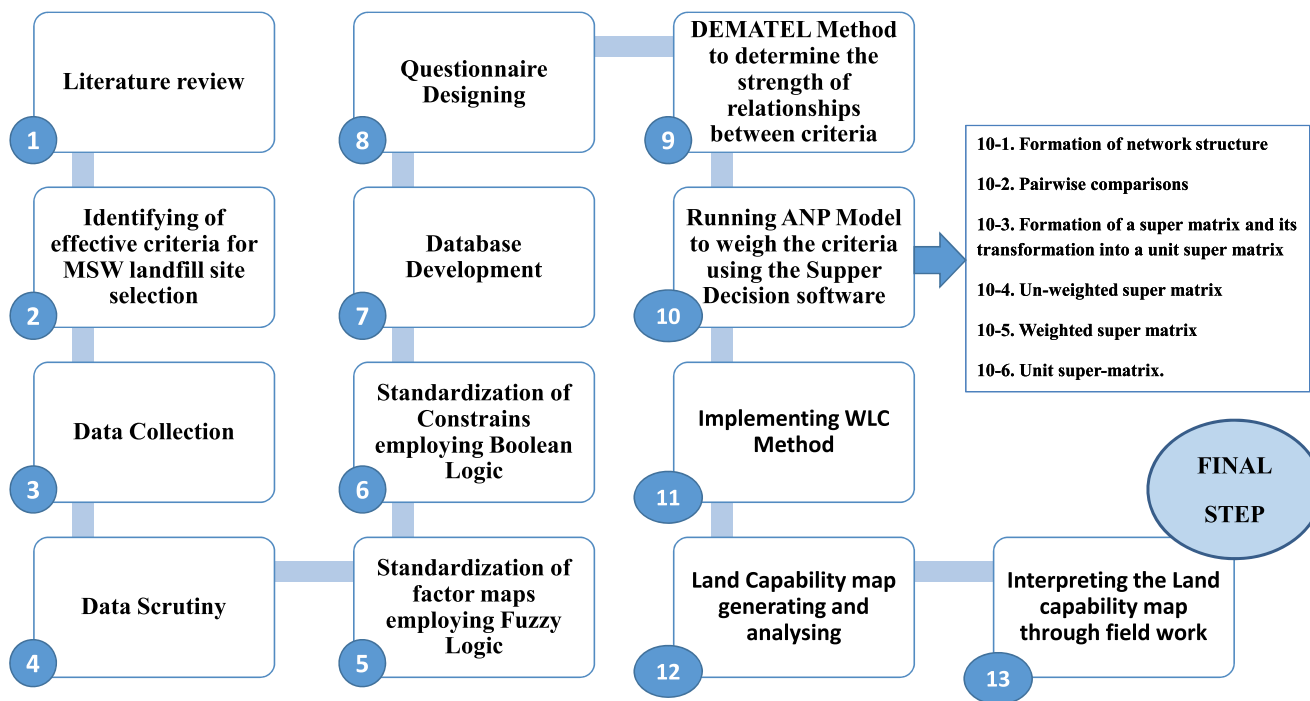 Literature review
1
Identifying of
effective criteria for
MSW landfill site
selection
2
Data Collection
3
Data Scrutiny
4
Standardization of
factor maps
employing Fuzzy
Logic
5
Standardization of
Constrains
employing Boolean
Logic
6
Database
Development
7
Questionnaire
Designing
8
DEMATEL Method
to determine the
strength of
relationships
between criteria
9
Running ANP Model
to weigh the criteria
using the Supper
Decision software
10
10-1. Formation of network structure
10-2. Pairwise comparisons
10-3. Formation of a super matrix and its
transformation into a unit super matrix
10-4. Un-weighted super matrix
10-5. Weighted super matrix
10-6. Unit super-matrix.
Implementing WLC
Method
11
Land Capability map
generating and
analysing
12
Interpreting the Land
capability map
through field work
13
FINAL
STEP